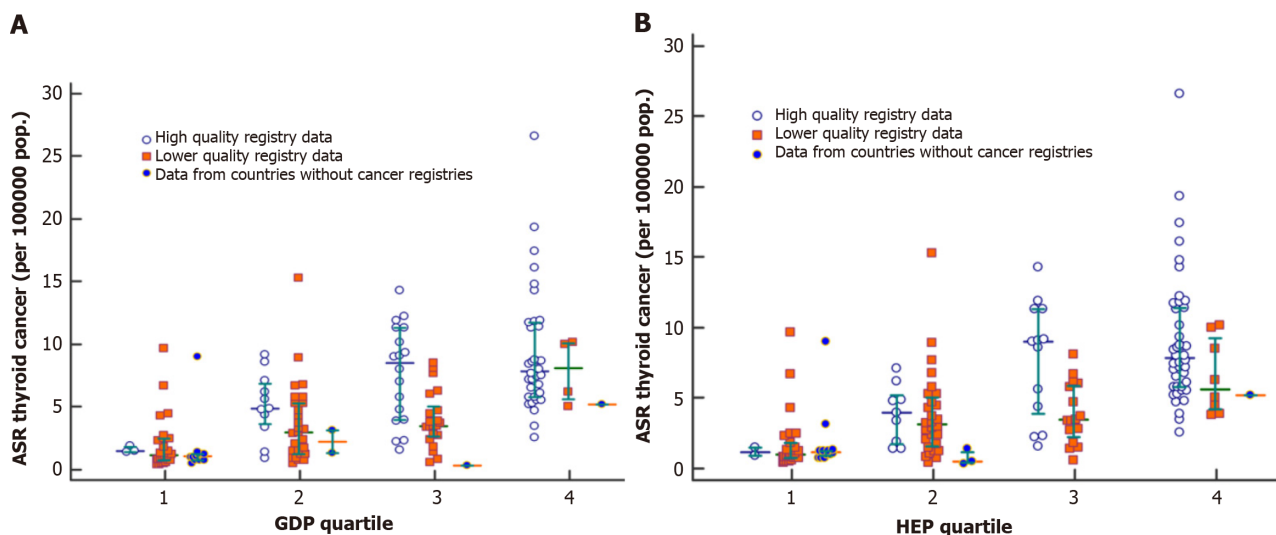 A
ASR thyroid cancer (per 100000 pop.)
30
25
20
15
10
5
0
High quality registry data
Lower quality registry data
Data from countries without cancer registries
1 2 3 4
GDP quartile
B
ASR thyroid cancer (per 100000 pop.)
30
25
20
15
10
5
0
High quality registry data
Lower quality registry data
Data from countries without cancer registries
1 2 3 4
HEP quartile